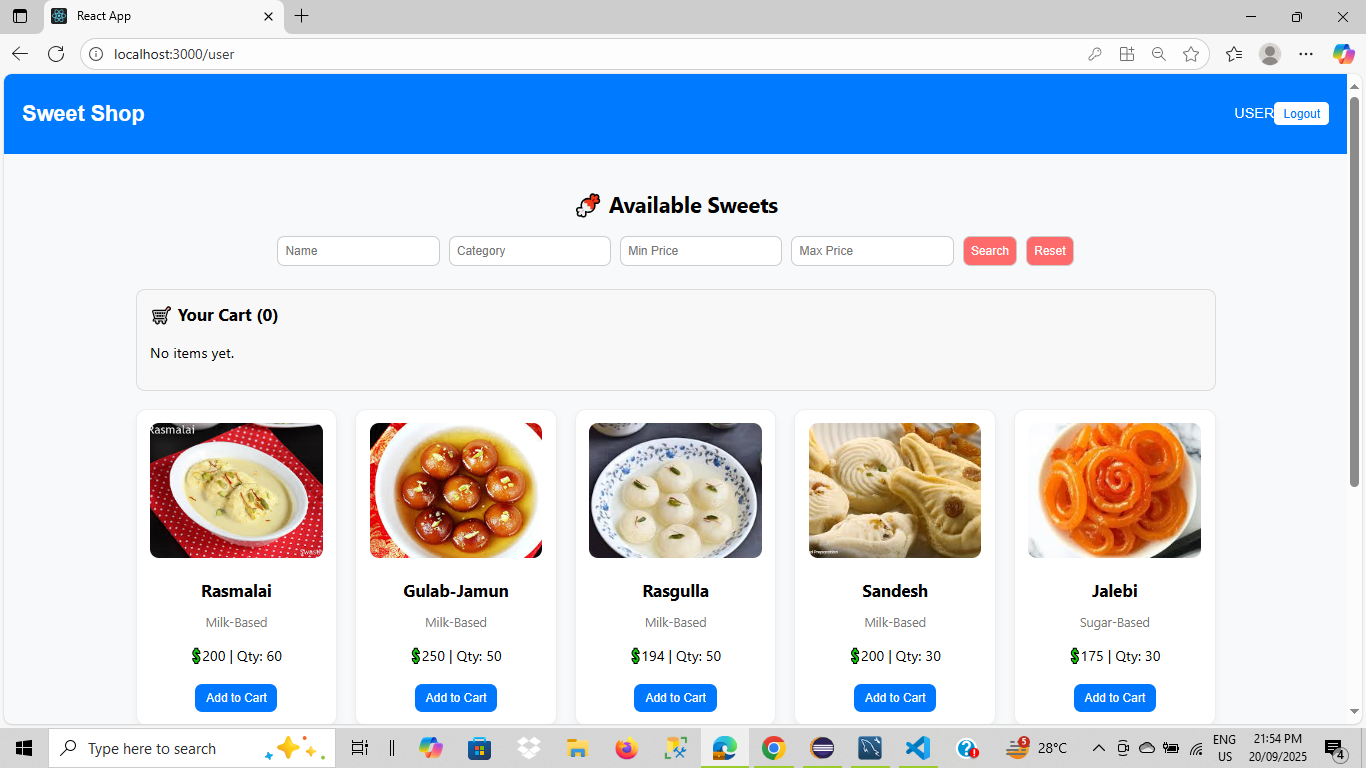 React App
localhost:3000/user
Sweet Shop
USER Logout
Available Sweets
Name Category Min Price Max Price Search Reset
Your Cart (0)
No items yet.
Rasmalai
Rasmalai Gulab-Jamun Rasgulla Sandesh Jalebi
Milk-Based Milk-Based Milk-Based Milk-Based Sugar-Based
💲200 | Qty: 60 💲250 | Qty: 50 💲194 | Qty: 50 💲200 | Qty: 30 💲175 | Qty: 30
Add to Cart Add to Cart Add to Cart Add to Cart Add to Cart
Type here to search 5 28°C ENG 21:54 PM
US 20/09/2025 4